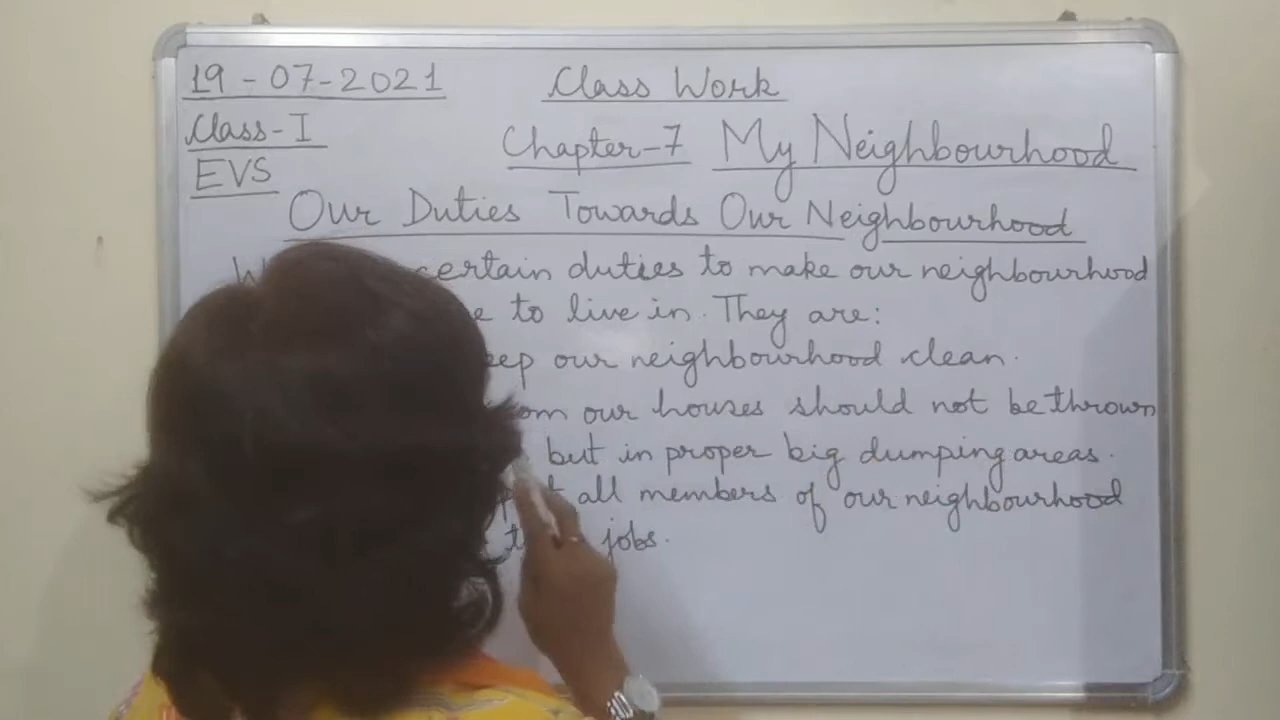 19-07-2021 Class Work
Class-I Chapter-7 My Neighbourhood
EVS
Our Duties Towards Our Neighbourhood
certain duties to make our neighbourhood
to live in. They are:
our neighbourhood clean.
our houses should not be thrown
but in proper big dumping areas.
all members of our neighbourhood
jobs.